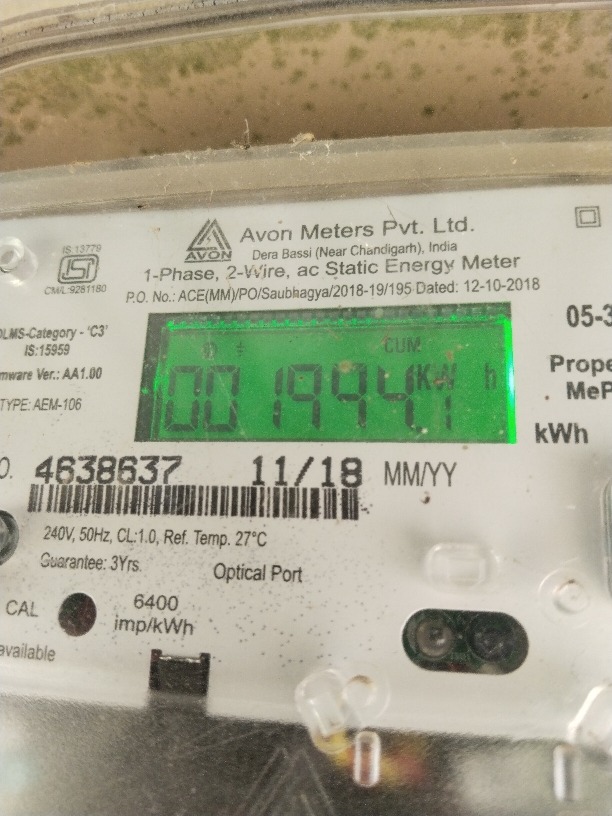 Avon Meters Pvt. Ltd.
AVON
Dera Bassi (Near Chandigarh), India
IS:13779
ISI
CM/L:9281180
1-Phase, 2-Wire, ac Static Energy Meter
P.O. No.: ACE(MM)/PO/Saubhagya/2018-19/195 Dated: 12-10-2018
DLMS-Category - 'C3'
IS:15959
mware Ver.: AA1.00
TYPE: AEM-106
05-3
Prope
MeP
CUM
001944.1 KW h
kWh
O. 4638637 11/18 MM/YY
240V, 50Hz, CL:1.0, Ref. Temp. 27°C
Guarantee: 3Yrs.
Optical Port
CAL
6400
imp/kWh
available